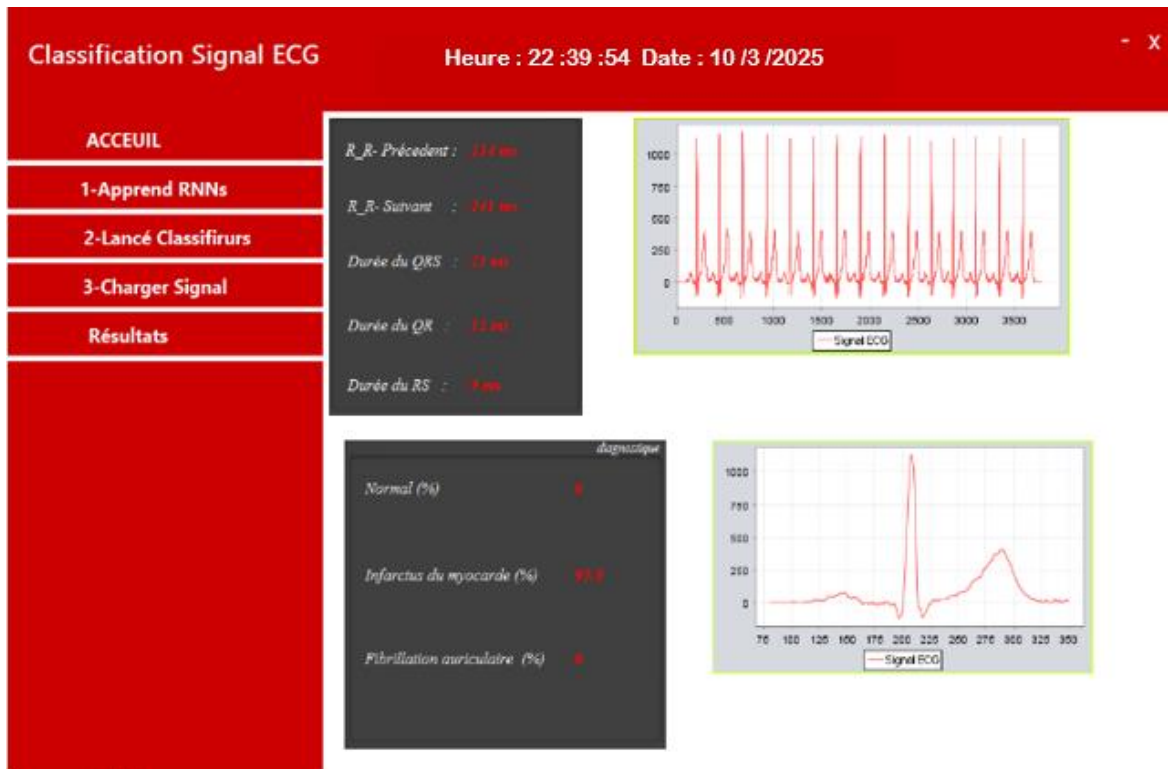 Classification Signal ECG
Heure : 22 :39 :54 Date : 10 /3 /2025
- X
ACCEUIL
1-Apprend RNNs
2-Lancé Classifirurs
3-Charger Signal
Résultats
R_R- Précedent :
R_R- Suivant :
Durée du QRS :
Durée du QR :
Durée du RS :
1000
750
500
250
0
0 500 1000 1500 2000 2500 3000 3500
Signal ECG
diagnostique
Normal (%)
Infarctus du myocarde (%)
Fibrillation auriculaire (%)
1000
750
500
250
0
75 100 125 150 175 200 225 250 275 300 325 350
Signal ECG